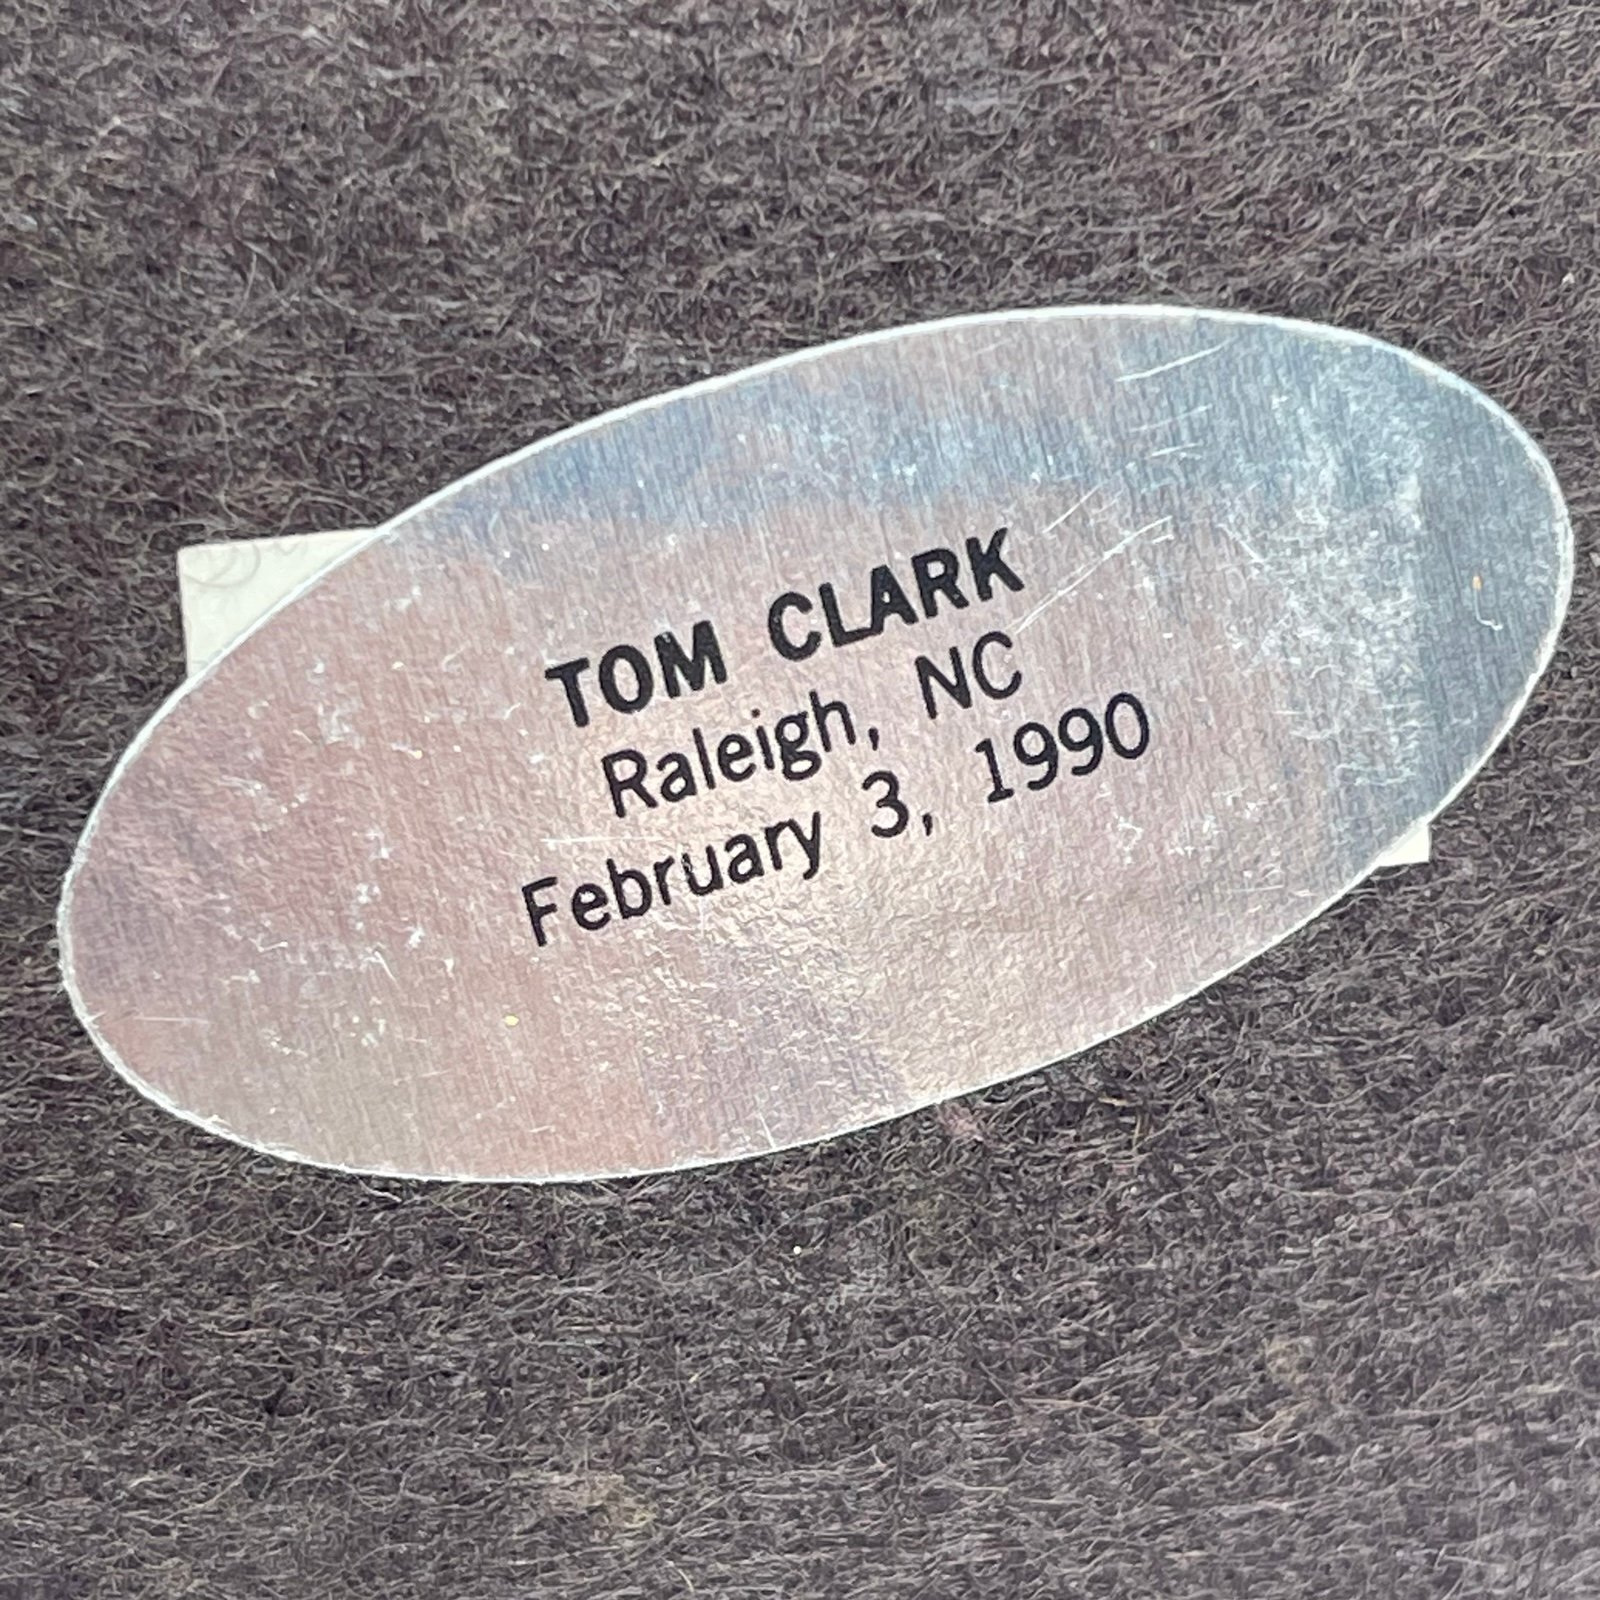 TOM CLARK
Raleigh, NC
February 3, 1990